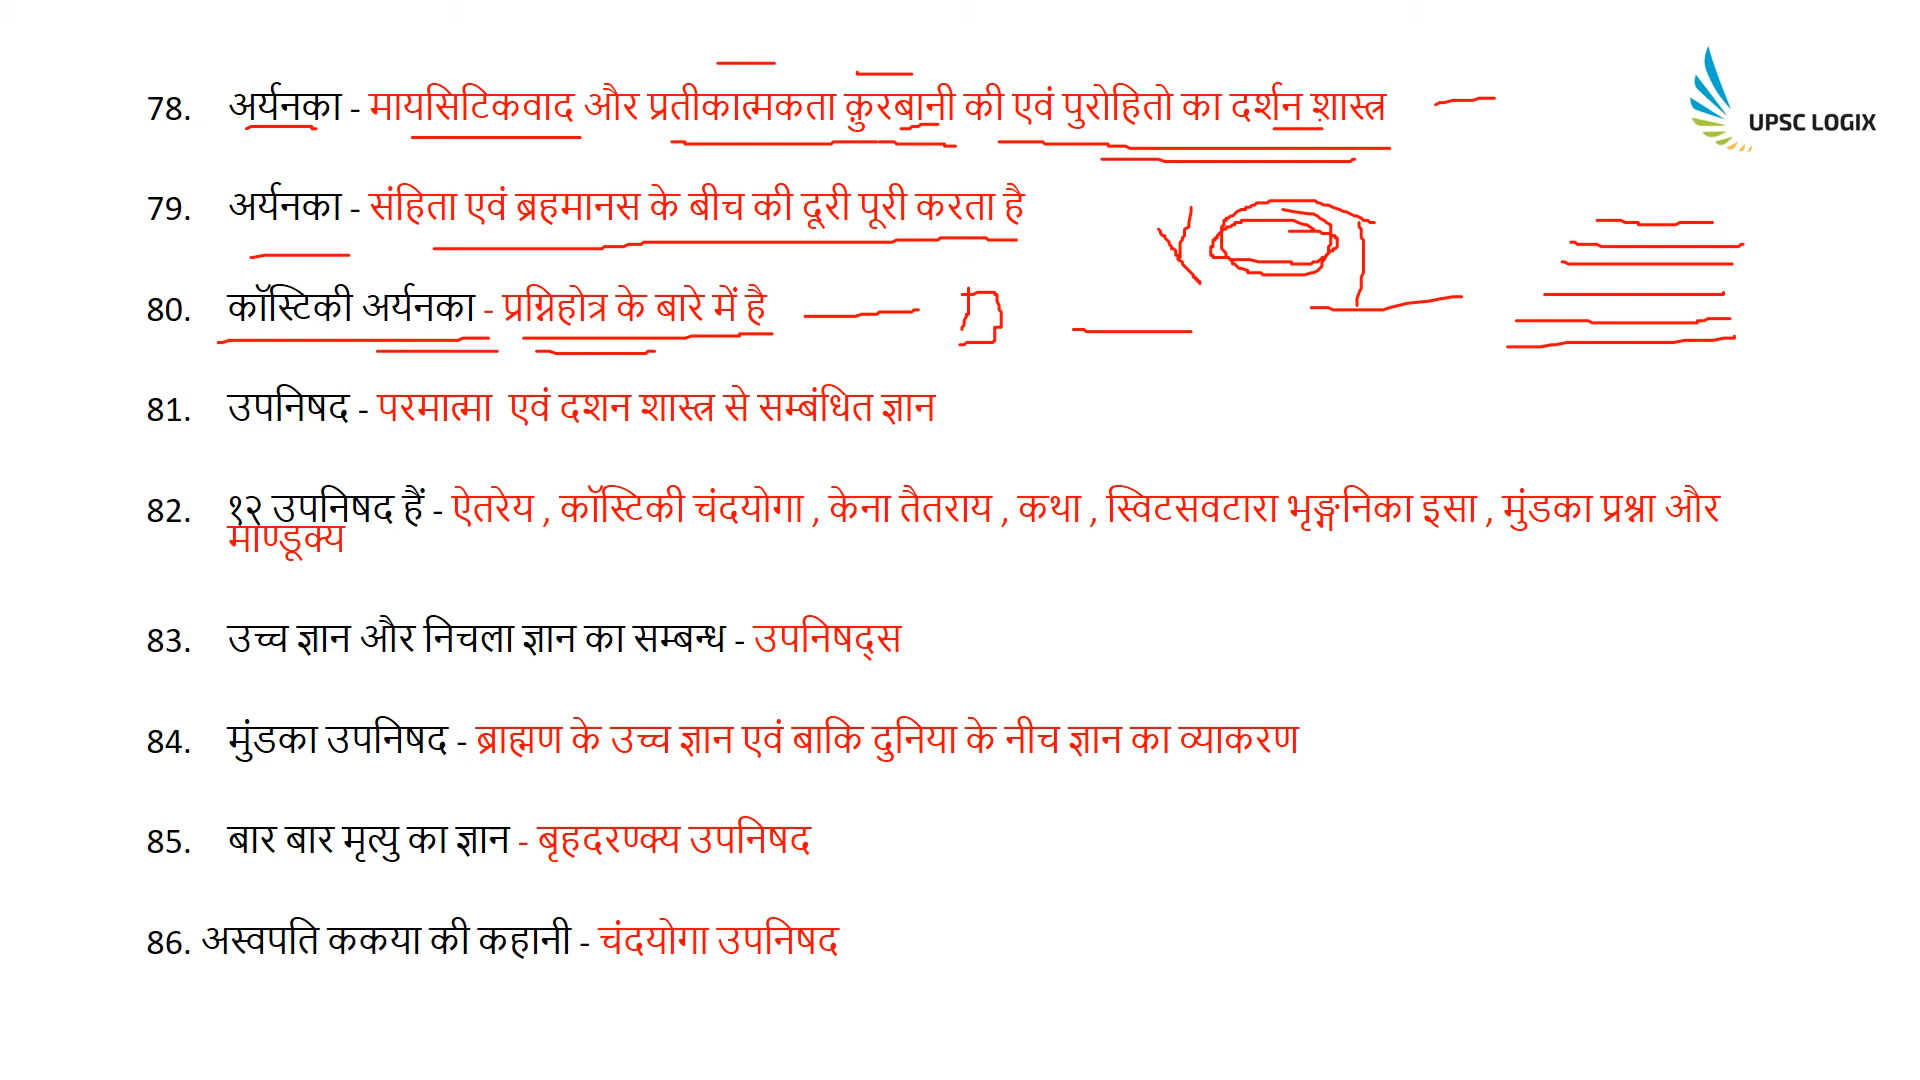 UPSC LOGIX
78. अर्यनका - मायसिटिकवाद और प्रतीकात्मकता क़ुरबानी की एवं पुरोहितो का दर्शन श़ास्त्र
79. अर्यनका - संहिता एवं ब्रहमानस के बीच की दूरी पूरी करता है
80. कॉस्टिकी अर्यनका - प्रग्निहोत्र के बारे में है
81. उपनिषद - परमात्मा एवं दशन शास्त्र से सम्बंधित ज्ञान
82. १२ उपनिषद हैं - ऐतरेय , कॉस्टिकी चंदयोगा , केना तैतराय , कथा , स्विटसवटारा भृङ्गनिका इसा , मुंडका प्रश्ना और
माण्डूक्य
83. उच्च ज्ञान और निचला ज्ञान का सम्बन्ध - उपनिषद्स
84. मुंडका उपनिषद - ब्राह्मण के उच्च ज्ञान एवं बाकि दुनिया के नीच ज्ञान का व्याकरण
85. बार बार मृत्यु का ज्ञान - बृहदरण्क्य उपनिषद
86. अस्वपति ककया की कहानी - चंदयोगा उपनिषद